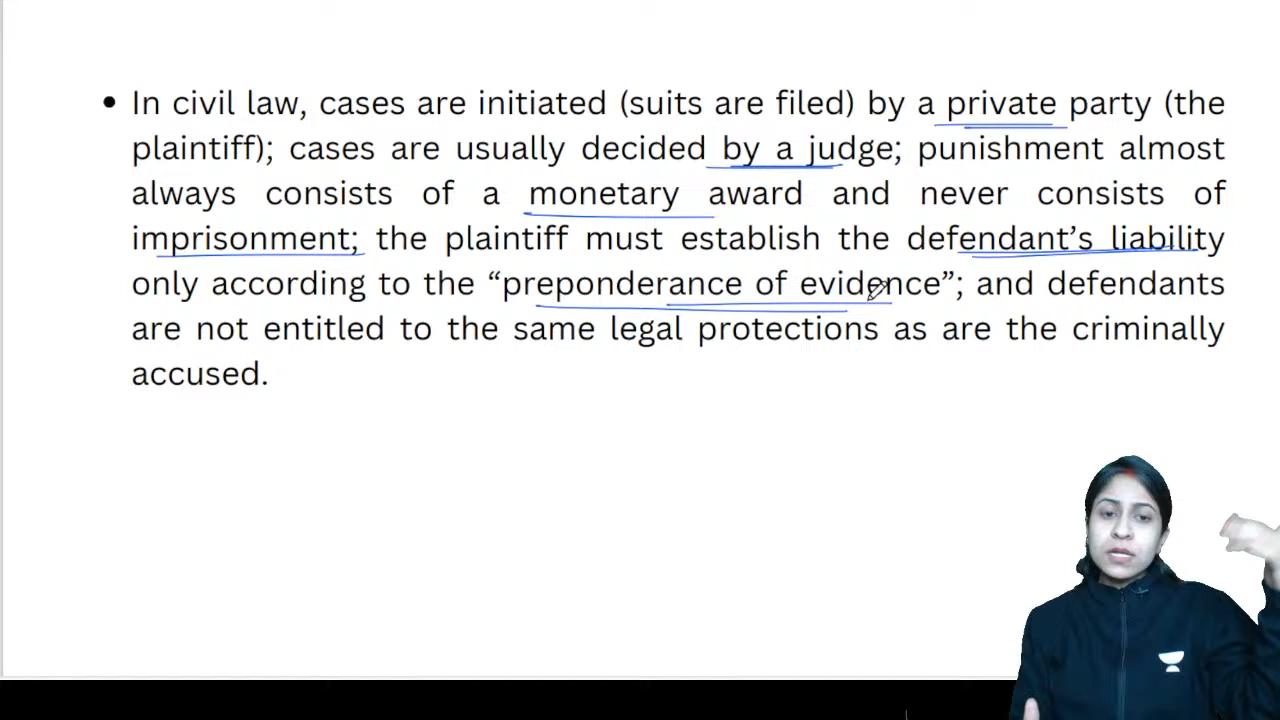 • In civil law, cases are initiated (suits are filed) by a private party (the
plaintiff); cases are usually decided by a judge; punishment almost
always consists of a monetary award and never consists of
imprisonment; the plaintiff must establish the defendant’s liability
only according to the “preponderance of evidence”; and defendants
are not entitled to the same legal protections as are the criminally
accused.